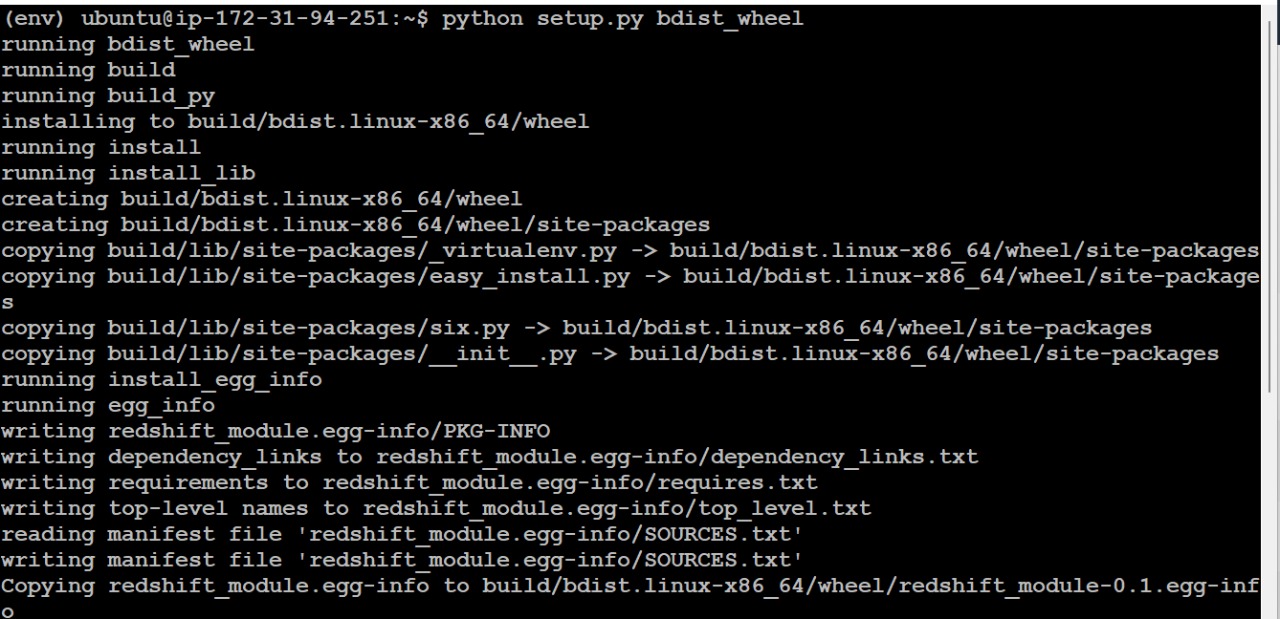 (env) ubuntu@ip-172-31-94-251:~$ python setup.py bdist_wheel
running bdist_wheel
running build
running build_py
installing to build/bdist.linux-x86_64/wheel
running install
running install_lib
creating build/bdist.linux-x86_64/wheel
creating build/bdist.linux-x86_64/wheel/site-packages
copying build/lib/site-packages/_virtualenv.py -> build/bdist.linux-x86_64/wheel/site-packages
copying build/lib/site-packages/easy_install.py -> build/bdist.linux-x86_64/wheel/site-package
s
copying build/lib/site-packages/six.py -> build/bdist.linux-x86_64/wheel/site-packages
copying build/lib/site-packages/__init__.py -> build/bdist.linux-x86_64/wheel/site-packages
running install_egg_info
running egg_info
writing redshift_module.egg-info/PKG-INFO
writing dependency_links to redshift_module.egg-info/dependency_links.txt
writing requirements to redshift_module.egg-info/requires.txt
writing top-level names to redshift_module.egg-info/top_level.txt
reading manifest file 'redshift_module.egg-info/SOURCES.txt'
writing manifest file 'redshift_module.egg-info/SOURCES.txt'
Copying redshift_module.egg-info to build/bdist.linux-x86_64/wheel/redshift_module-0.1.egg-inf
o